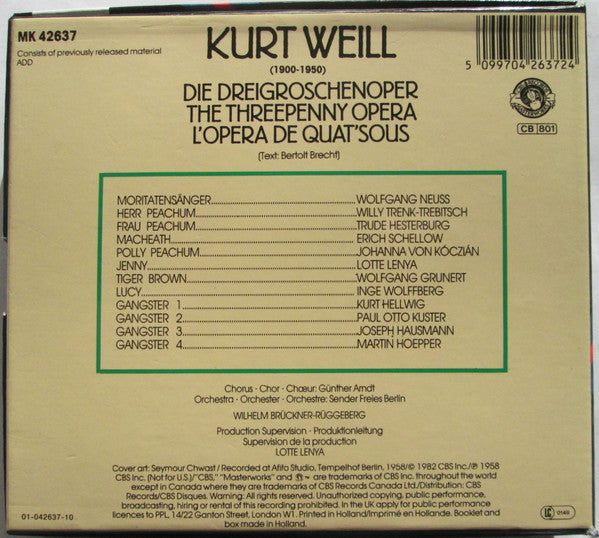 MK 42637
Consists of previously released material
ADD
KURT WEILL
(1900-1950)
5 099704 263724
DIE DREIGROSCHENOPER
THE THREEPENNY OPERA
L'OPERA DE QUAT'SOUS
(Text: Bertolt Brecht)
CB 801
MORITATENSÄNGER WOLFGANG NEUSS
HERR PEACHUM WILLY TRENK-TREBITSCH
FRAU PEACHUM TRUDE HESTERBURG
MACHEATH ERICH SCHELLOW
POLLY PEACHUM JOHANNA VON KÓCZIÁN
JENNY LOTTE LENYA
TIGER BROWN WOLFGANG GRUNERT
LUCY INGE WOLFFBERG
GANGSTER 1 KURT HELLWIG
GANGSTER 2 PAUL OTTO KUSTER
GANGSTER 3 JOSEPH HAUSMANN
GANGSTER 4 MARTIN HOEPPER
Chorus · Chor · Chœur: Günther Arndt
Orchestra · Orchester · Orchestre: Sender Freies Berlin
WILHELM BRÜCKNER-RÜGGEBERG
Production Supervision · Produktionleitung
Supervision de la production
LOTTE LENYA
Cover art: Seymour Chwast / Recorded at Afifo Studio, Tempelhof Berlin, 1958/© 1982 CBS Inc./℗ 1958
CBS Inc. (Not for U.S.)/"CBS," "Masterworks" and are trademarks of CBS Inc. throughout the world
except in Canada where they are trademarks of CBS Records Canada Ltd./Distribution: CBS
Records/CBS Disques. Warning: All rights reserved. Unauthorized copying, public performance,
broadcasting, hiring or rental of this recording prohibited. In the UK apply for public performance
licences to PPL, 14/22 Ganton Street, London W1. Printed in Holland/Imprimé en Hollande. Booklet and
box made in Holland.
01-042637-10
LC 0149